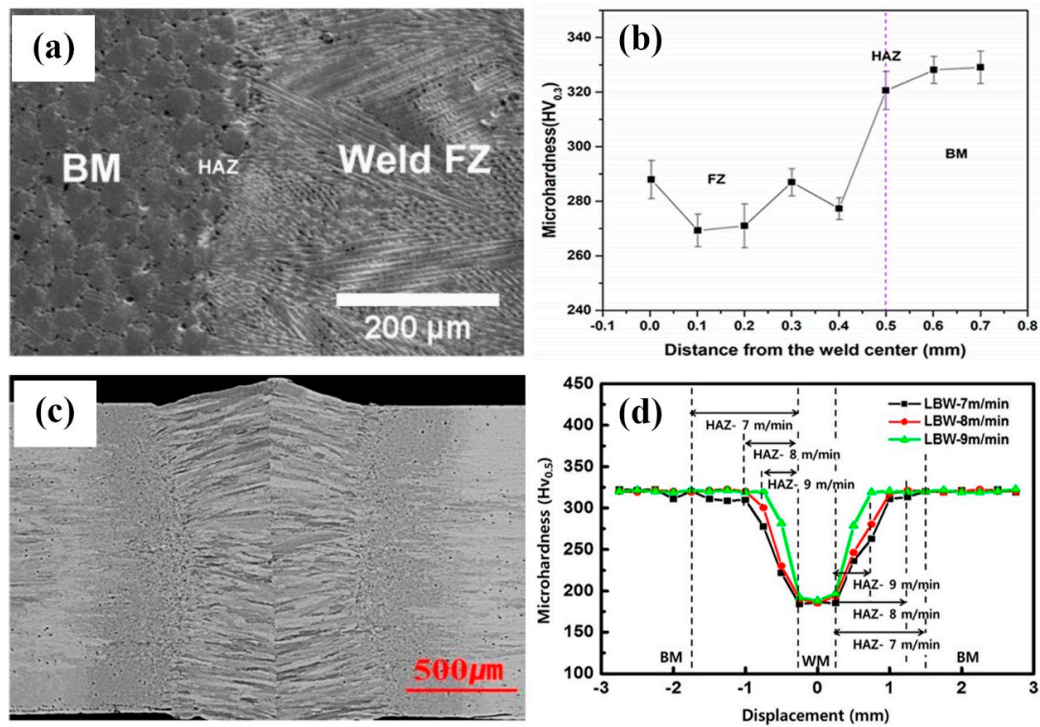 (a)
BM
HAZ
Weld FZ
200 µm
(b)
Microhardness(HV0.3)
340
320
300
280
260
240
HAZ
FZ
BM
-0.1 0.0 0.1 0.2 0.3 0.4 0.5 0.6 0.7 0.8
Distance from the weld center (mm)
(c)
500µm
(d)
Microhardness (Hv0.5)
450
400
350
300
250
200
150
100
LBW-7m/min
LBW-8m/min
LBW-9m/min
HAZ- 7 m/min
HAZ- 8 m/min
HAZ- 9 m/min
HAZ- 9 m/min
HAZ- 8 m/min
HAZ- 7 m/min
BM WM BM
-3 -2 -1 0 1 2 3
Displacement (mm)